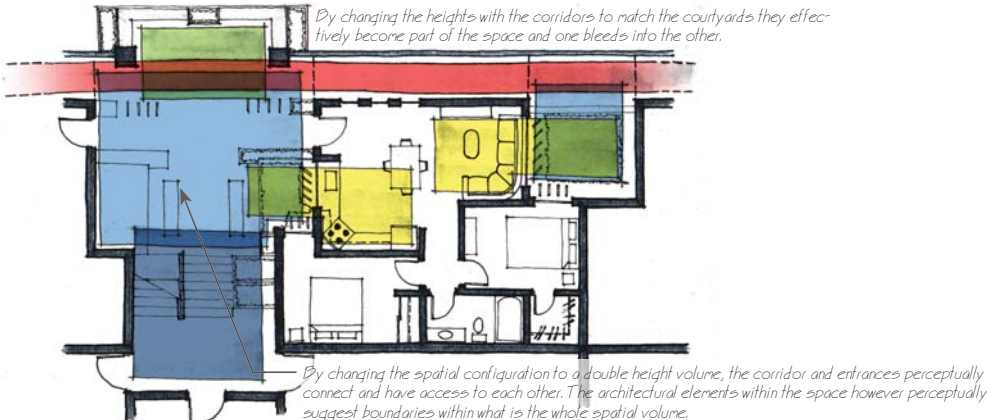 By changing the heights with the corridors to match the courtyards they effec-
tively become part of the space and one bleeds into the other.
By changing the spatial configuration to a double height volume, the corridor and entrances perceptually
connect and have access to each other. The architectural elements within the space however perceptually
suggest boundaries within what is the whole spatial volume.